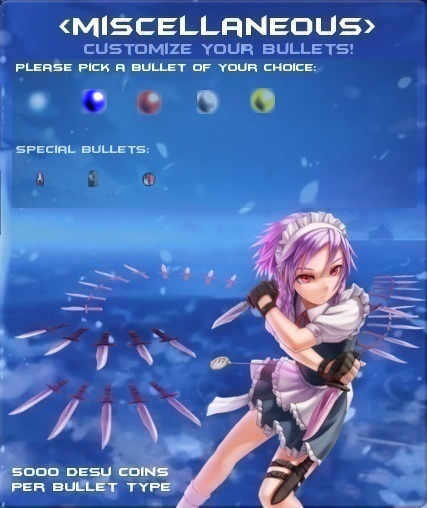 <MISCELLANEOUS>
CUSTOMIZE YOUR BULLETS!
PLEASE PICK A BULLET OF YOUR CHOICE:
SPECIAL BULLETS:
5000 DESU COINS
PER BULLET TYPE